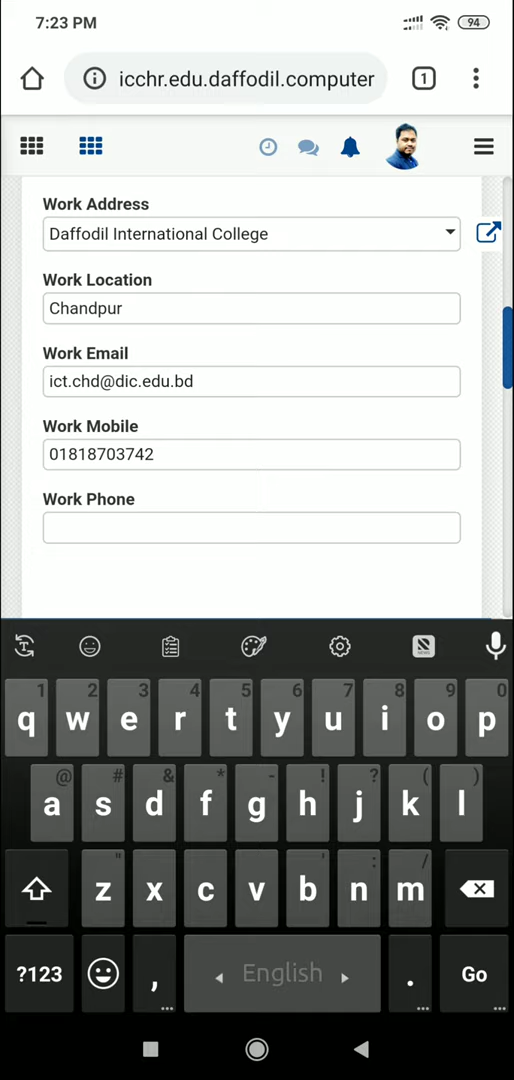 7:23 PM 94
icchr.edu.daffodil.computer 1
Work Address
Daffodil International College
Work Location
Chandpur
Work Email
ict.chd@dic.edu.bd
Work Mobile
01818703742
Work Phone
1 2 3 4 5 6 7 8 9 0
q w e r t y u i o p
@ # & * - ! ? ( )
a s d f g h j k l
" ' : /
z x c v b n m
?123 , English . Go